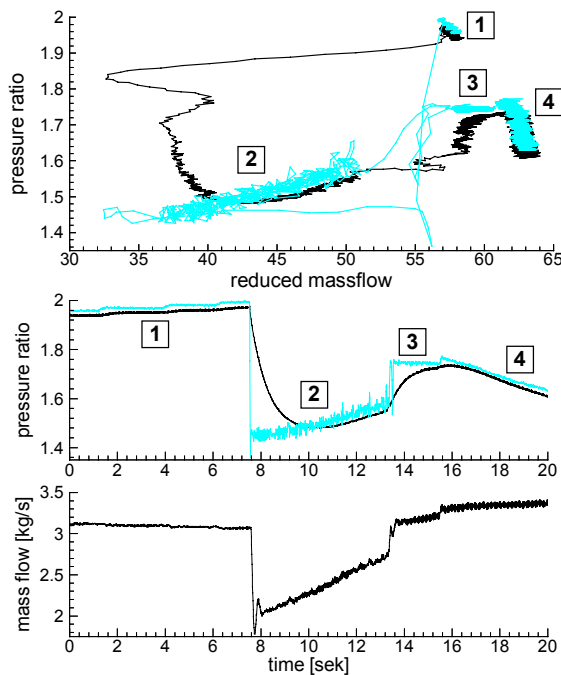 2
1.9
1.8
1.7
1.6
1.5
1.4
pressure ratio
1
2
3
4
30 35 40 45 50 55 60 65
reduced massflow
2
1.8
1.6
1.4
pressure ratio
1
2
3
4
0 2 4 6 8 10 12 14 16 18 20
3.5
3
2.5
2
mass flow [kg/s]
0 2 4 6 8 10 12 14 16 18 20
time [sek]